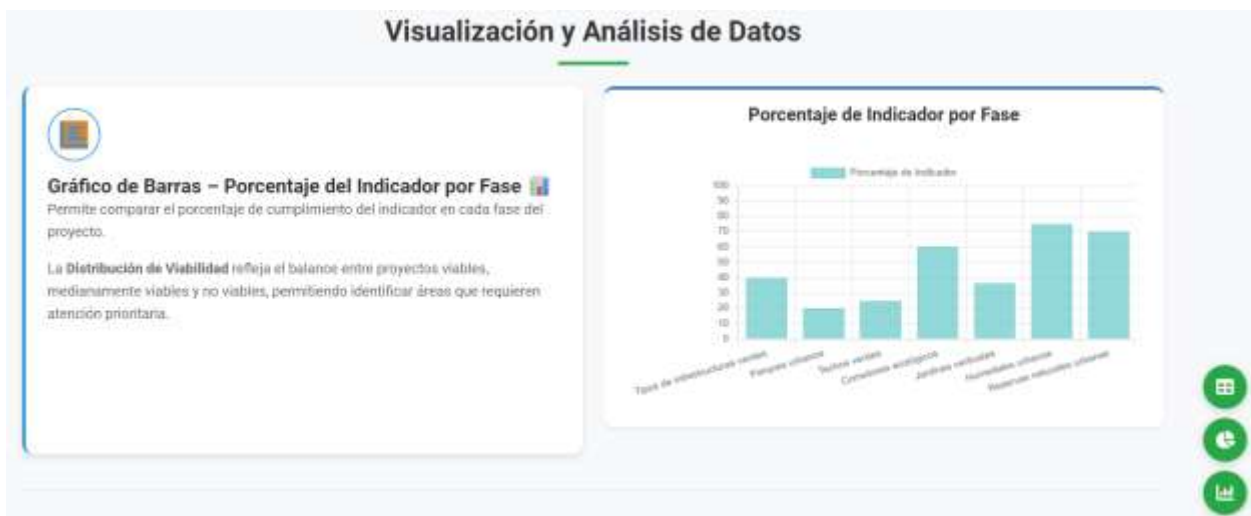 Visualización y Análisis de Datos
Gráfico de Barras – Porcentaje del Indicador por Fase
Permite comparar el porcentaje de cumplimiento del indicador en cada fase del
proyecto.
La Distribución de Viabilidad refleja el balance entre proyectos viables,
medianamente viables y no viables, permitiendo identificar áreas que requieren
atención prioritaria.
Porcentaje de Indicador por Fase
Porcentaje de Indicador
100
90
80
70
60
50
40
30
20
10
0
Tipos de infraestructuras verdes
Parques urbanos
Techos verdes
Corredores ecológicos
Jardines verticales
Humedales urbanos
Reservas naturales urbanas